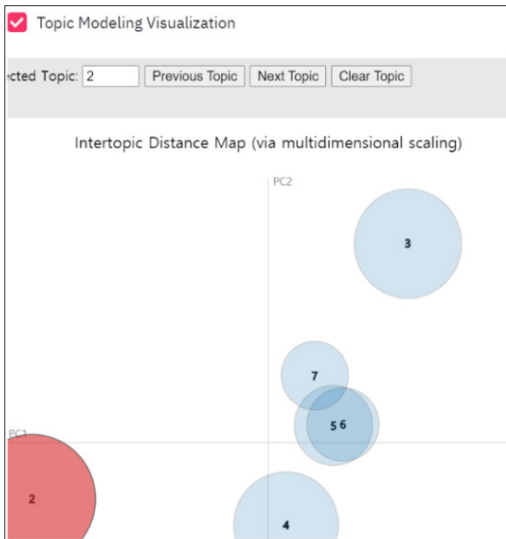 Topic Modeling Visualization
ected Topic: 2 Previous Topic Next Topic Clear Topic
Intertopic Distance Map (via multidimensional scaling)
PC2
3
7
5 6
PC1
2
4